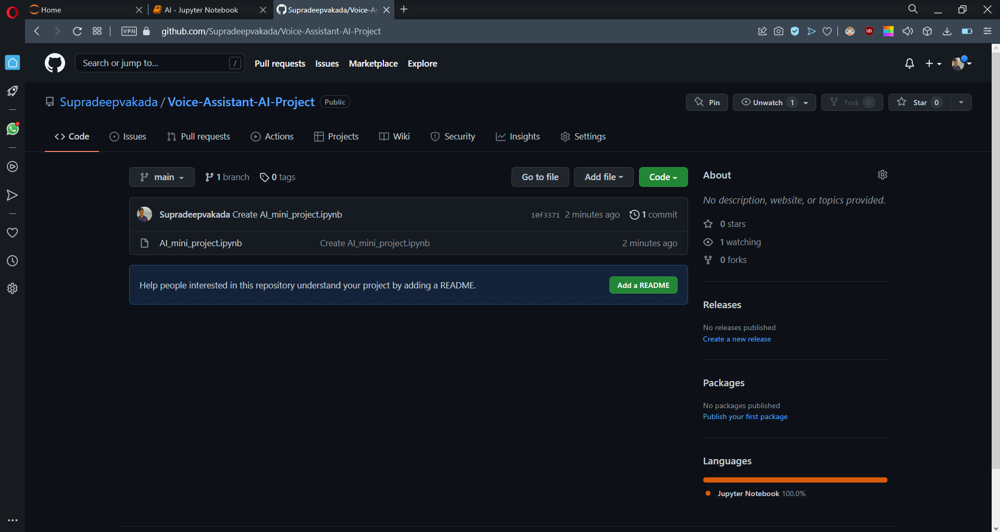 Home
AI - Jupyter Notebook
Supradeepvakada/Voice-As
VPN
github.com/Supradeepvakada/Voice-Assistant-AI-Project
Search or jump to... /
Pull requests Issues Marketplace Explore
Supradeepvakada / Voice-Assistant-AI-Project Public
Pin Unwatch 1 Fork 0 Star 0
Code Issues Pull requests Actions Projects Wiki Security Insights Settings
main 1 branch 0 tags Go to file Add file Code
Supradeepvakada Create AI_mini_project.ipynb 10f3371 2 minutes ago 1 commit
AI_mini_project.ipynb Create AI_mini_project.ipynb 2 minutes ago
Help people interested in this repository understand your project by adding a README. Add a README
About
No description, website, or topics provided.
0 stars
1 watching
0 forks
Releases
No releases published
Create a new release
Packages
No packages published
Publish your first package
Languages
Jupyter Notebook 100.0%